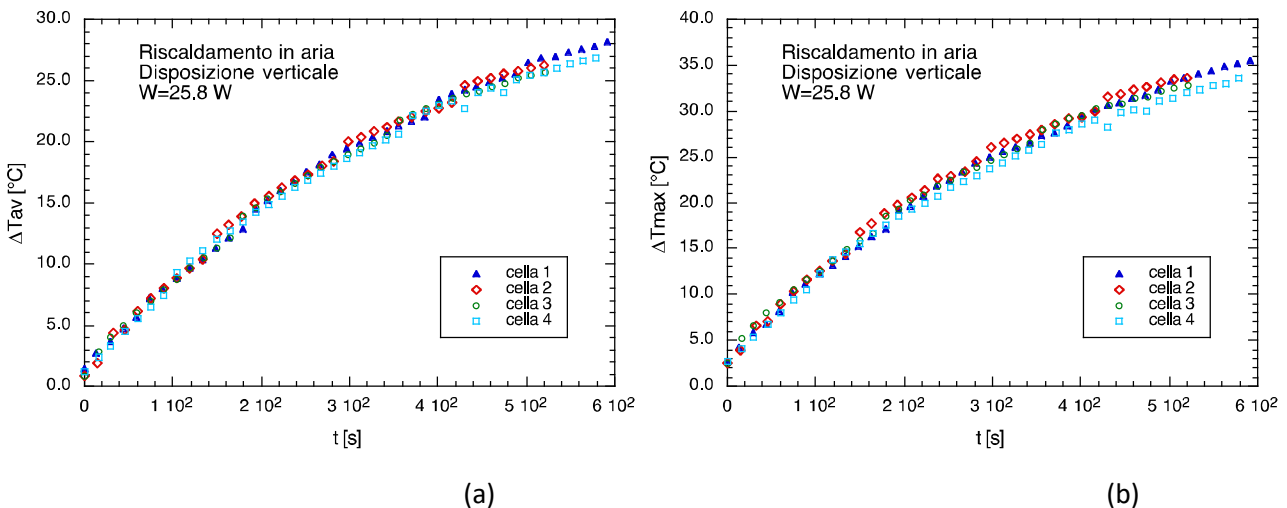 30.0
25.0
20.0
15.0
10.0
5.0
0.0
ΔTav [°C]
Riscaldamento in aria
Disposizione verticale
W=25.8 W
cella 1
cella 2
cella 3
cella 4
0 1 10² 2 10² 3 10² 4 10² 5 10² 6 10²
t [s]
(a)
40.0
35.0
30.0
25.0
20.0
15.0
10.0
5.0
0.0
ΔTmax [°C]
Riscaldamento in aria
Disposizione verticale
W=25.8 W
cella 1
cella 2
cella 3
cella 4
0 1 10² 2 10² 3 10² 4 10² 5 10² 6 10²
t [s]
(b)